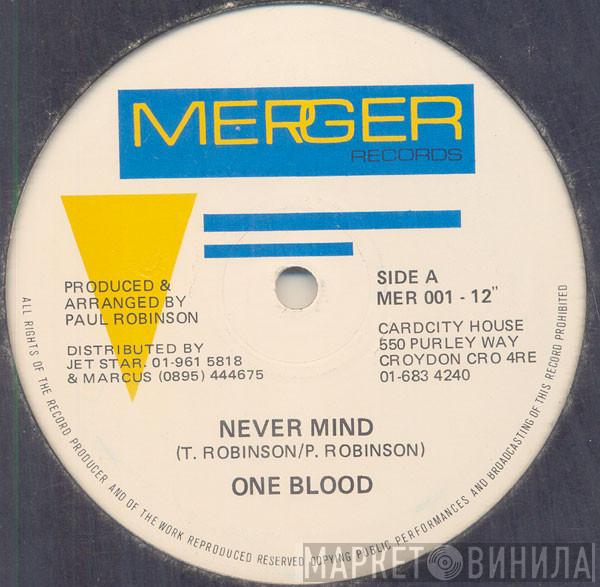 MERGER
RECORDS
PRODUCED &
ARRANGED BY
PAUL ROBINSON
DISTRIBUTED BY
JET STAR. 01-961 5818
& MARCUS (0895) 444675
SIDE A
MER 001 - 12"
CARDCITY HOUSE
550 PURLEY WAY
CROYDON CRO 4RE
01-683 4240
NEVER MIND
(T. ROBINSON/P. ROBINSON)
ONE BLOOD
ALL RIGHTS OF THE RECORD PRODUCER AND OF THE WORK REPRODUCED RESERVED COPYING PUBLIC PERFORMANCES AND BROADCASTING OF THIS RECORD PROHIBITED
МАРКЕТ ВИНИЛА